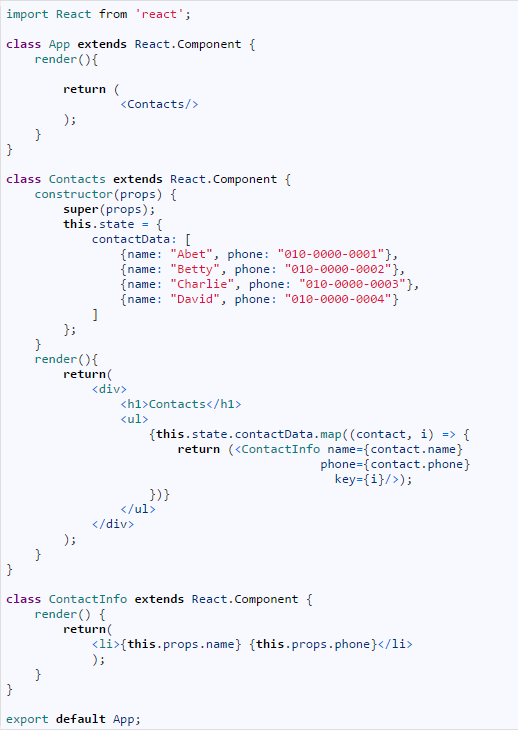 import React from 'react';

class App extends React.Component {
    render(){

        return (
                <Contacts/>
        );
    }
}

class Contacts extends React.Component {
    constructor(props) {
        super(props);
        this.state = {
            contactData: [
                {name: "Abet", phone: "010-0000-0001"},
                {name: "Betty", phone: "010-0000-0002"},
                {name: "Charlie", phone: "010-0000-0003"},
                {name: "David", phone: "010-0000-0004"}
            ]
        };
    }
    render(){
        return(
            <div>
                <h1>Contacts</h1>
                <ul>
                    {this.state.contactData.map((contact, i) => {
                        return (<ContactInfo name={contact.name}
                                            phone={contact.phone}
                                              key={i}/>);
                    })}
                </ul>
            </div>
        );
    }
}

class ContactInfo extends React.Component {
    render() {
        return(
            <li>{this.props.name} {this.props.phone}</li>
            );
    }
}

export default App;